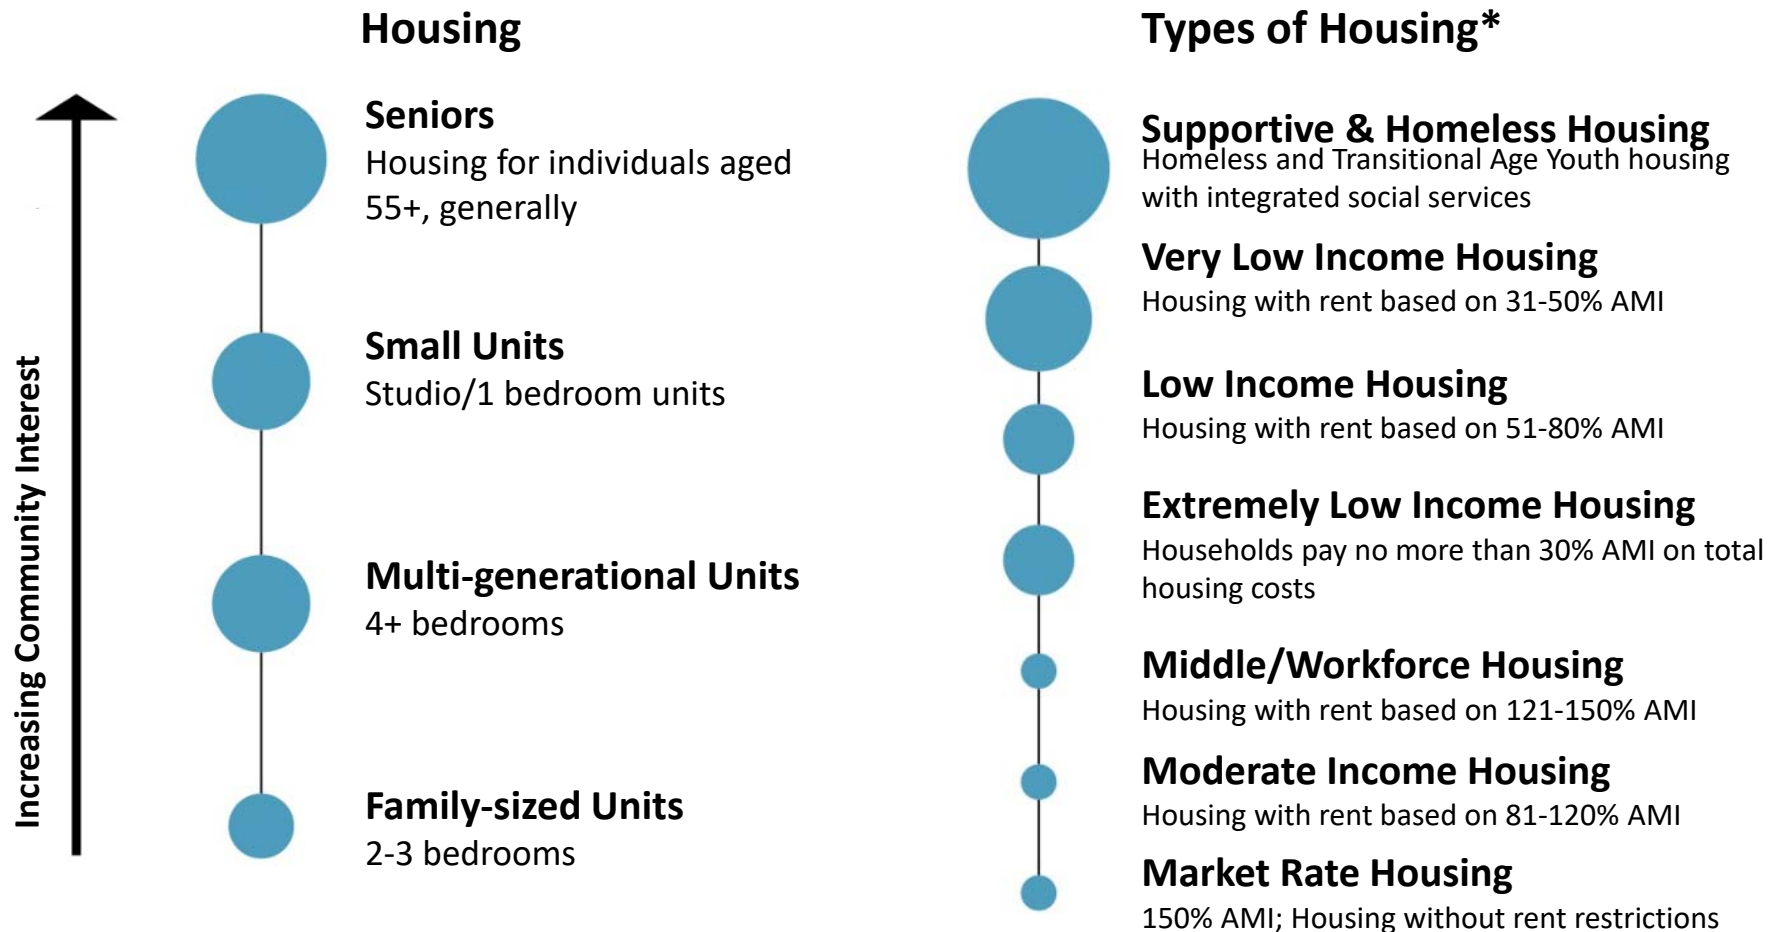 Housing
Increasing Community Interest
Seniors
Housing for individuals aged
55+, generally
Small Units
Studio/1 bedroom units
Multi-generational Units
4+ bedrooms
Family-sized Units
2-3 bedrooms
Types of Housing*
Supportive & Homeless Housing
Homeless and Transitional Age Youth housing
with integrated social services
Very Low Income Housing
Housing with rent based on 31-50% AMI
Low Income Housing
Housing with rent based on 51-80% AMI
Extremely Low Income Housing
Households pay no more than 30% AMI on total
housing costs
Middle/Workforce Housing
Housing with rent based on 121-150% AMI
Moderate Income Housing
Housing with rent based on 81-120% AMI
Market Rate Housing
150% AMI; Housing without rent restrictions